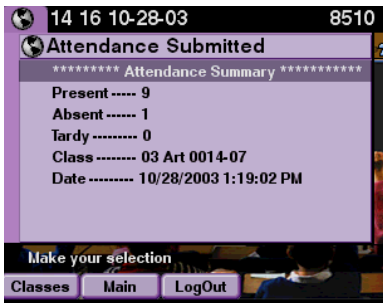 14 16 10-28-03 8510
Attendance Submitted
********* Attendance Summary ***********
Present ----- 9
Absent ------ 1
Tardy --------- 0
Class -------- 03 Art 0014-07
Date --------- 10/28/2003 1:19:02 PM
Make your selection
Classes Main LogOut